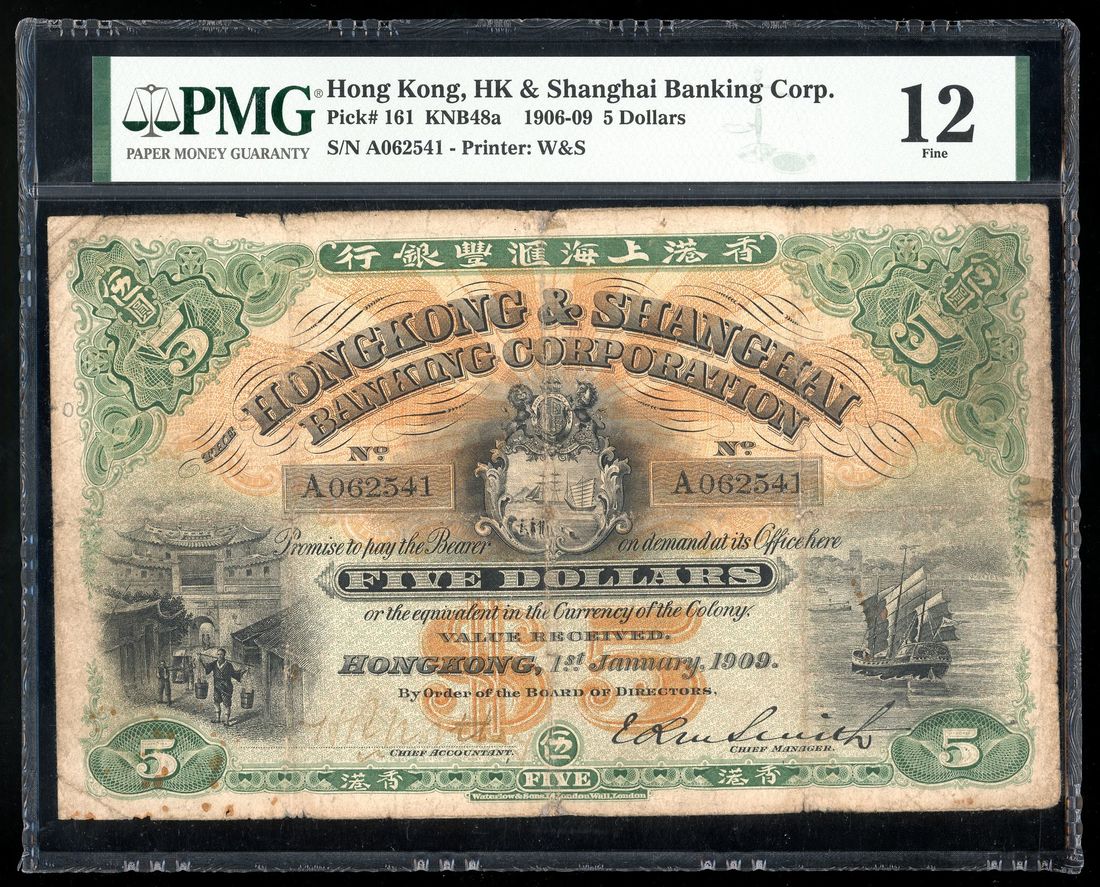 PMG®
PAPER MONEY GUARANTY
Hong Kong, HK & Shanghai Banking Corp.
Pick# 161 KNB48a 1906-09 5 Dollars
S/N A062541 - Printer: W&S
12
Fine
行銀豐滙海上港香
伍圓
5
伍圓
5
THE HONGKONG & SHANGHAI
BANKING CORPORATION
No No
A062541 A062541
Promise to pay the Bearer on demand at its Office here
FIVE DOLLARS
or the equivalent in the Currency of the Colony.
VALUE RECEIVED.
HONGKONG, 1st January, 1909.
By Order of the BOARD OF DIRECTORS,
$5
CHIEF ACCOUNTANT. CHIEF MANAGER.
5 伍 5
港香 FIVE 港香
Waterlow & Sons Ld London Wall, London